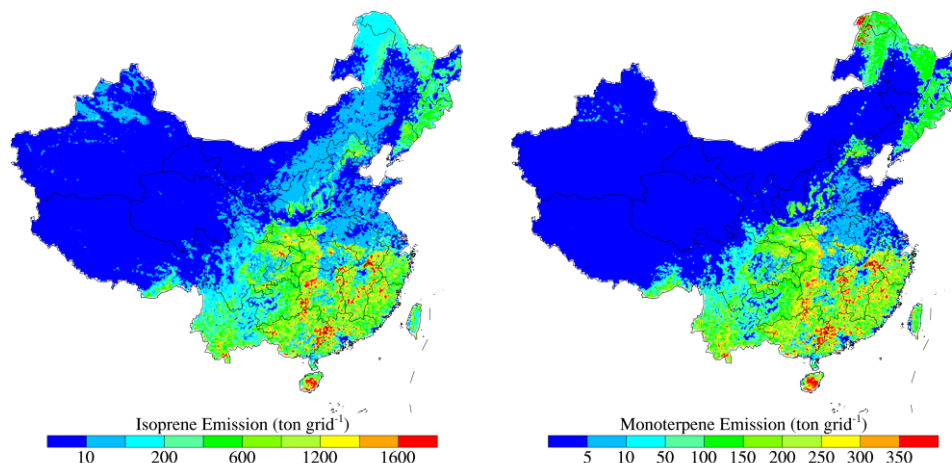 Isoprene Emission (ton grid⁻¹)
10 200 600 1200 1600
Monoterpene Emission (ton grid⁻¹)
5 10 50 100 150 200 250 300 350